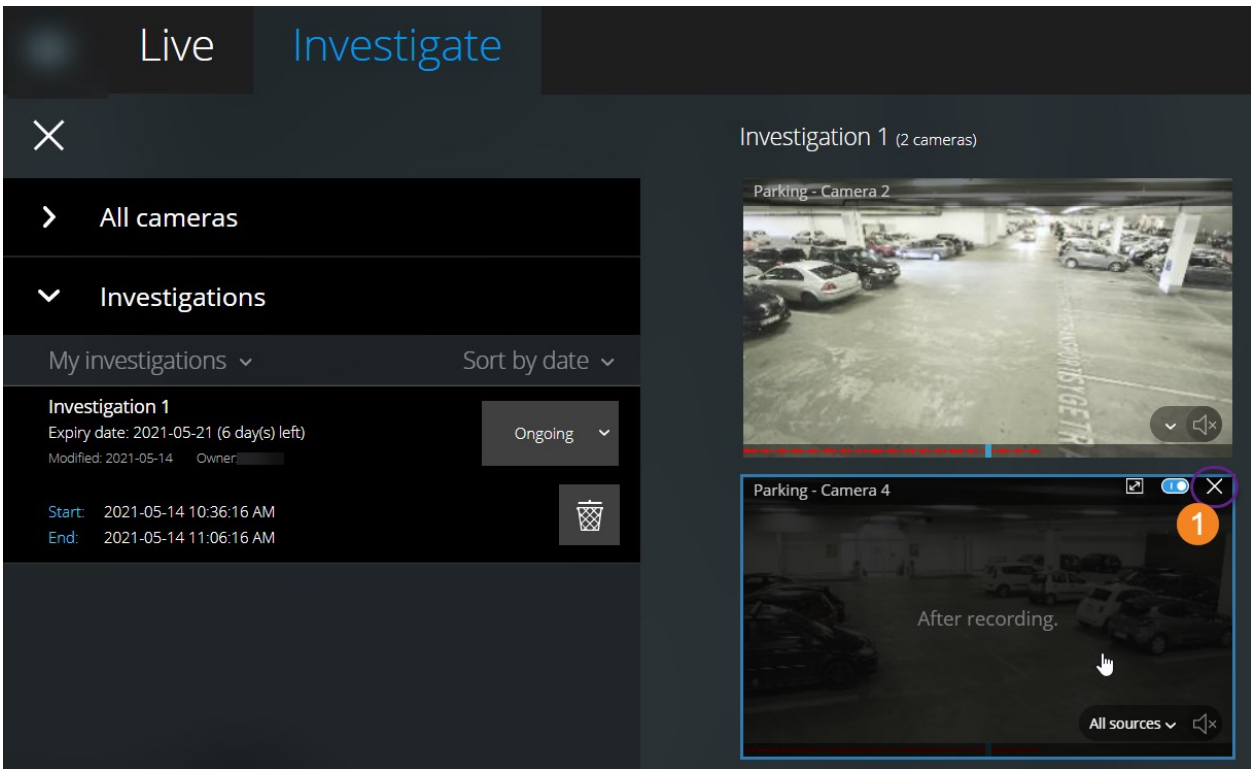 Live Investigate
All cameras
Investigations
My investigations Sort by date
Investigation 1
Expiry date: 2021-05-21 (6 day(s) left)
Modified: 2021-05-14 Owner:
Ongoing
Start: 2021-05-14 10:36:16 AM
End: 2021-05-14 11:06:16 AM
Investigation 1 (2 cameras)
Parking - Camera 2
Parking - Camera 4
1
After recording.
All sources